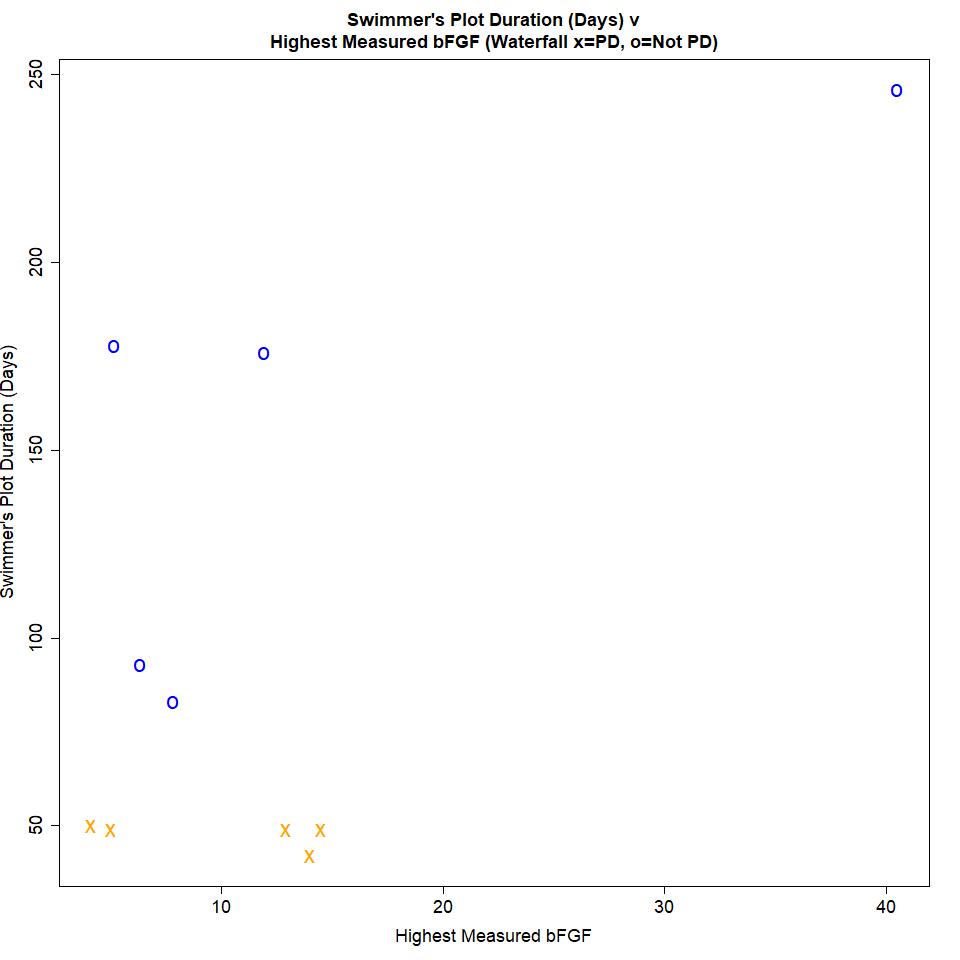 Swimmer's Plot Duration (Days) v
Highest Measured bFGF (Waterfall x=PD, o=Not PD)
Swimmer's Plot Duration (Days)
250
200
150
100
50
o
o
o
o
o
x
x
x
x
x
10
20
30
40
Highest Measured bFGF